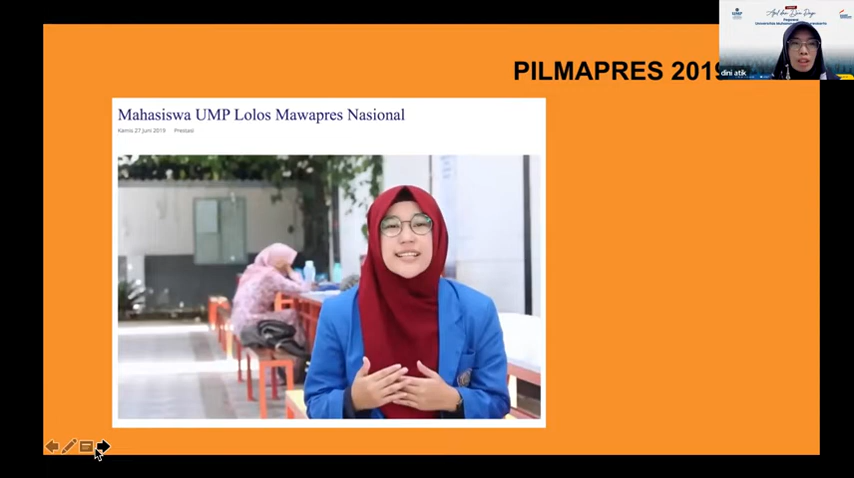 PILMAPRES 2019
Mahasiswa UMP Lolos Mawapres Nasional
Kamis 27 Juni 2019 Prestasi
dini atik